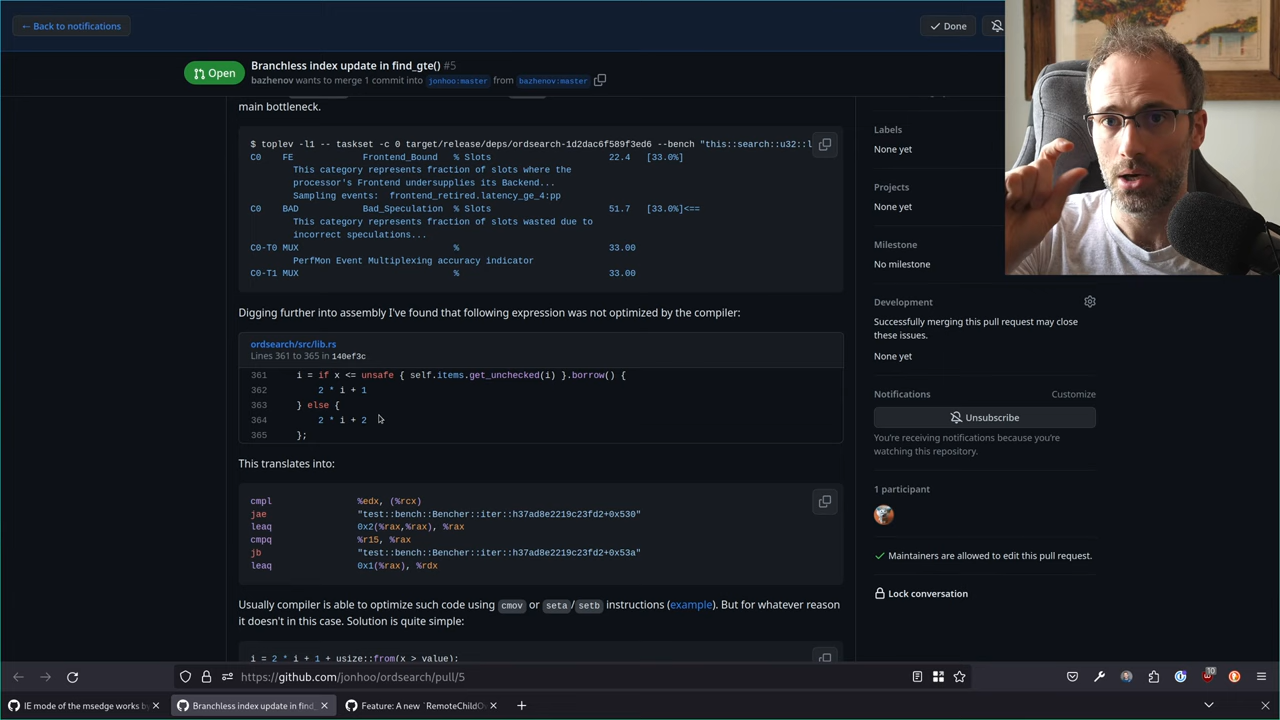 ← Back to notifications
Done
Open
Branchless index update in find_gte() #5
bazhenov wants to merge 1 commit into jonhoo:master from bazhenov:master
main bottleneck.
$ toplev -l1 -- taskset -c 0 target/release/deps/ordsearch-1d2dac6f589f3ed6 --bench "this::search::u32::l
C0 FE Frontend_Bound % Slots 22.4 [33.0%]
This category represents fraction of slots where the
processor's Frontend undersupplies its Backend...
Sampling events: frontend_retired.latency_ge_4:pp
C0 BAD Bad_Speculation % Slots 51.7 [33.0%]<==
This category represents fraction of slots wasted due to
incorrect speculations...
C0-T0 MUX % 33.00
PerfMon Event Multiplexing accuracy indicator
C0-T1 MUX % 33.00
Digging further into assembly I've found that following expression was not optimized by the compiler:
ordsearch/src/lib.rs
Lines 361 to 365 in 140ef3c
361 i = if x <= unsafe { self.items.get_unchecked(i) }.borrow() {
362 2 * i + 1
363 } else {
364 2 * i + 2
365 };
This translates into:
cmpl %edx, (%rcx)
jae "test::bench::Bencher::iter::h37ad8e2219c23fd2+0x530"
leaq 0x2(%rax,%rax), %rax
cmpq %r15, %rax
jb "test::bench::Bencher::iter::h37ad8e2219c23fd2+0x53a"
leaq 0x1(%rax), %rdx
Usually compiler is able to optimize such code using cmov or seta/setb instructions (example). But for whatever reason
it doesn't in this case. Solution is quite simple:
i = 2 * i + 1 + usize::from(x > value);
Labels
None yet
Projects
None yet
Milestone
No milestone
Development
Successfully merging this pull request may close
these issues.
None yet
Notifications
Customize
Unsubscribe
You're receiving notifications because you're
watching this repository.
1 participant
Maintainers are allowed to edit this pull request.
Lock conversation
https://github.com/jonhoo/ordsearch/pull/5
10
IE mode of the msedge works by
Branchless index update in find_
Feature: A new `RemoteChildO